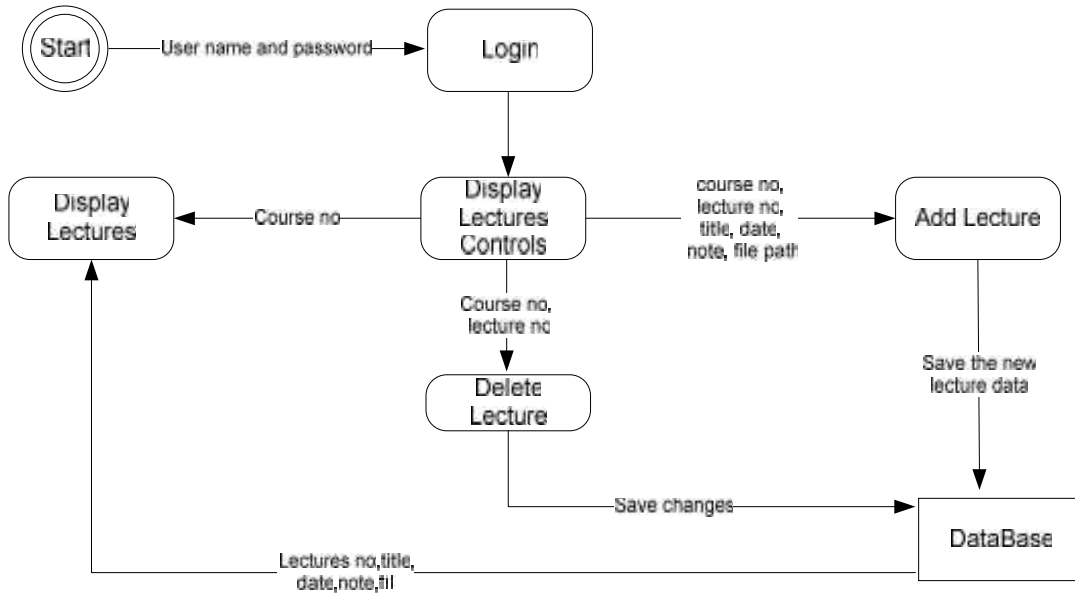 Start
User name and password
Login
Display
Lectures
Course no
Display
Lectures
Controls
course no,
lecture no,
title, date,
note, file path
Add Lecture
Course no,
lecture no
Save the new
lecture data
Delete
Lecture
Save changes
DataBase
Lectures no,title,
date,note,fil